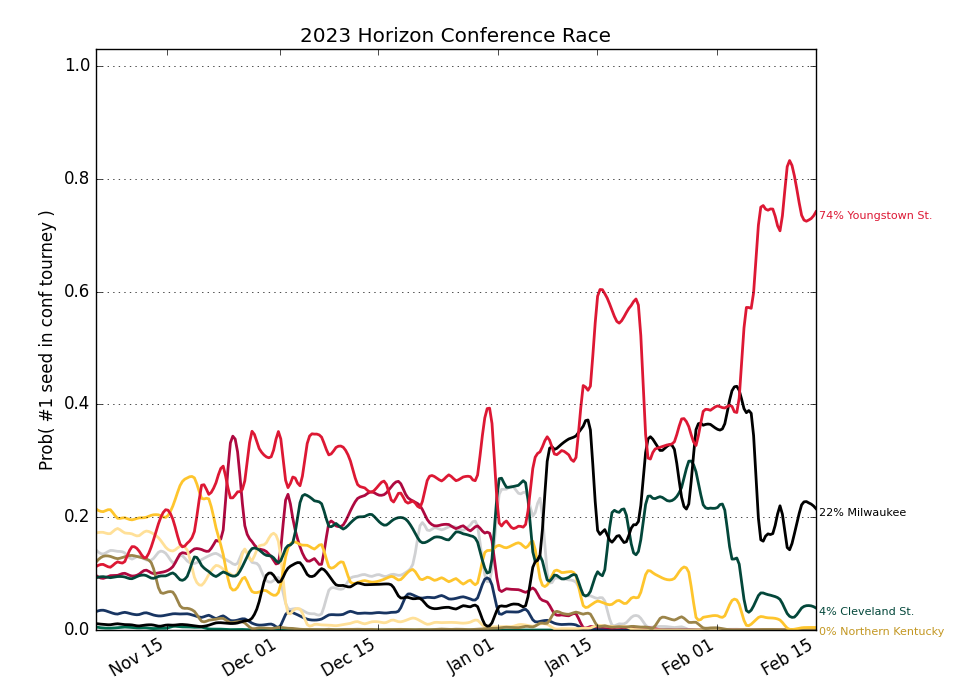 2023 Horizon Conference Race
Prob( #1 seed in conf tourney )
1.0
0.8
0.6
0.4
0.2
0.0
74% Youngstown St.
22% Milwaukee
4% Cleveland St.
0% Northern Kentucky
Nov 15
Dec 01
Dec 15
Jan 01
Jan 15
Feb 01
Feb 15